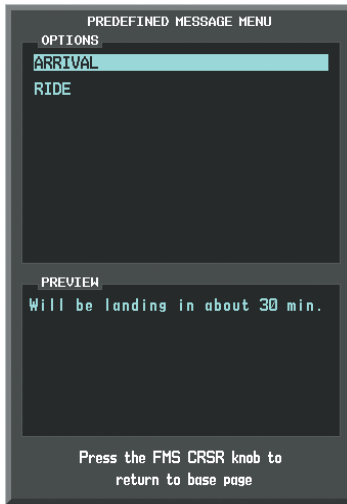 PREDEFINED MESSAGE MENU
OPTIONS
ARRIVAL
RIDE
PREVIEW
Will be landing in about 30 min.
Press the FMS CRSR knob to
return to base page